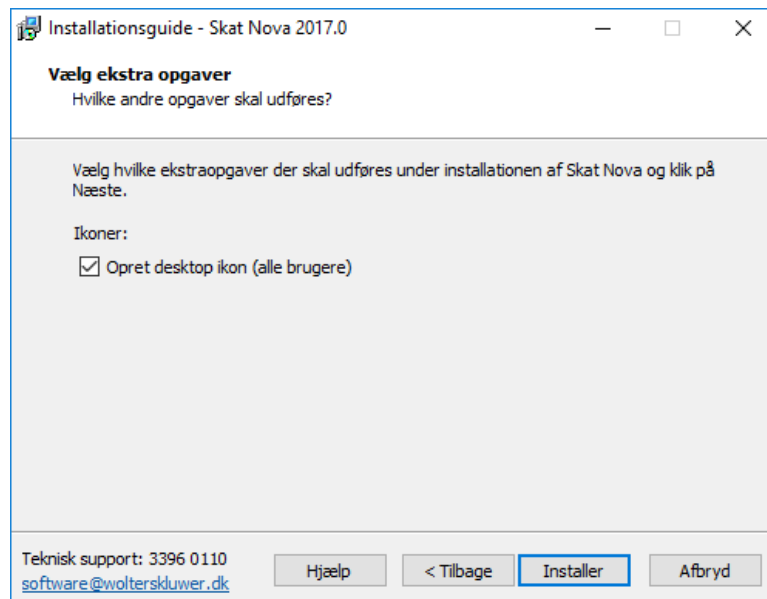 Installationsguide - Skat Nova 2017.0
Vælg ekstra opgaver
Hvilke andre opgaver skal udføres?
Vælg hvilke ekstraopgaver der skal udføres under installationen af Skat Nova og klik på
Næste.
Ikoner:
Opret desktop ikon (alle brugere)
Teknisk support: 3396 0110
software@wolterskluwer.dk
Hjælp
< Tilbage
Installer
Afbryd